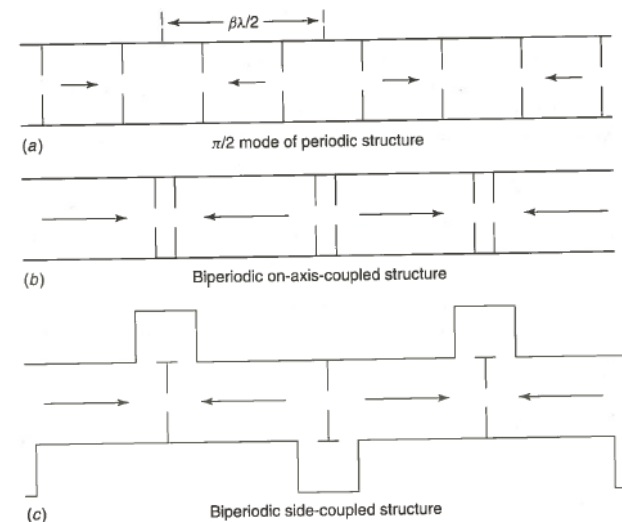 βλ/2
(a)
π/2 mode of periodic structure
(b)
Biperiodic on-axis-coupled structure
(c)
Biperiodic side-coupled structure